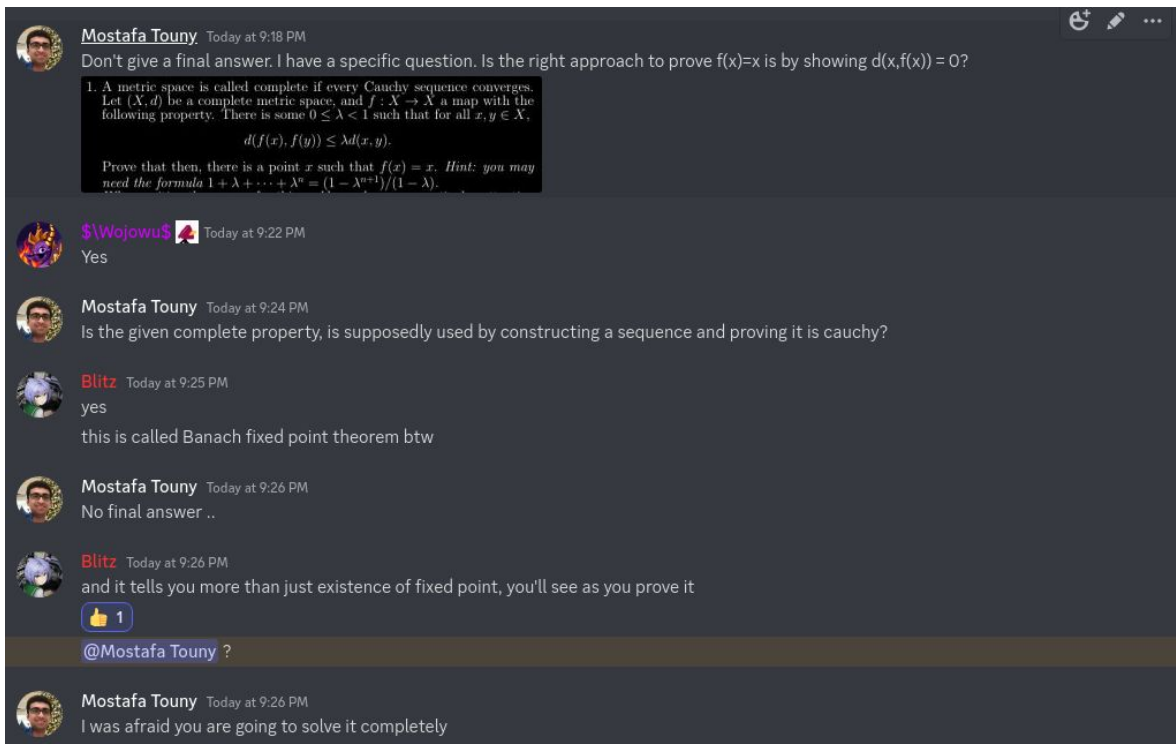 Mostafa Touny Today at 9:18 PM
Don't give a final answer. I have a specific question. Is the right approach to prove f(x)=x is by showing d(x,f(x)) = 0?
1. A metric space is called complete if every Cauchy sequence converges.
Let (X, d) be a complete metric space, and f : X → X a map with the
following property. There is some 0 ≤ λ < 1 such that for all x, y ∈ X,
d(f(x), f(y)) ≤ λd(x, y).
Prove that then, there is a point x such that f(x) = x. Hint: you may
need the formula 1 + λ + ··· + λⁿ = (1 − λⁿ⁺¹)/(1 − λ).
$\Wojowu$ Today at 9:22 PM
Yes
Mostafa Touny Today at 9:24 PM
Is the given complete property, is supposedly used by constructing a sequence and proving it is cauchy?
Blitz Today at 9:25 PM
yes
this is called Banach fixed point theorem btw
Mostafa Touny Today at 9:26 PM
No final answer ..
Blitz Today at 9:26 PM
and it tells you more than just existence of fixed point, you'll see as you prove it
👍 1
@Mostafa Touny ?
Mostafa Touny Today at 9:26 PM
I was afraid you are going to solve it completely